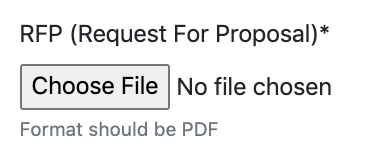 RFP (Request For Proposal)*
Choose File No file chosen
Format should be PDF